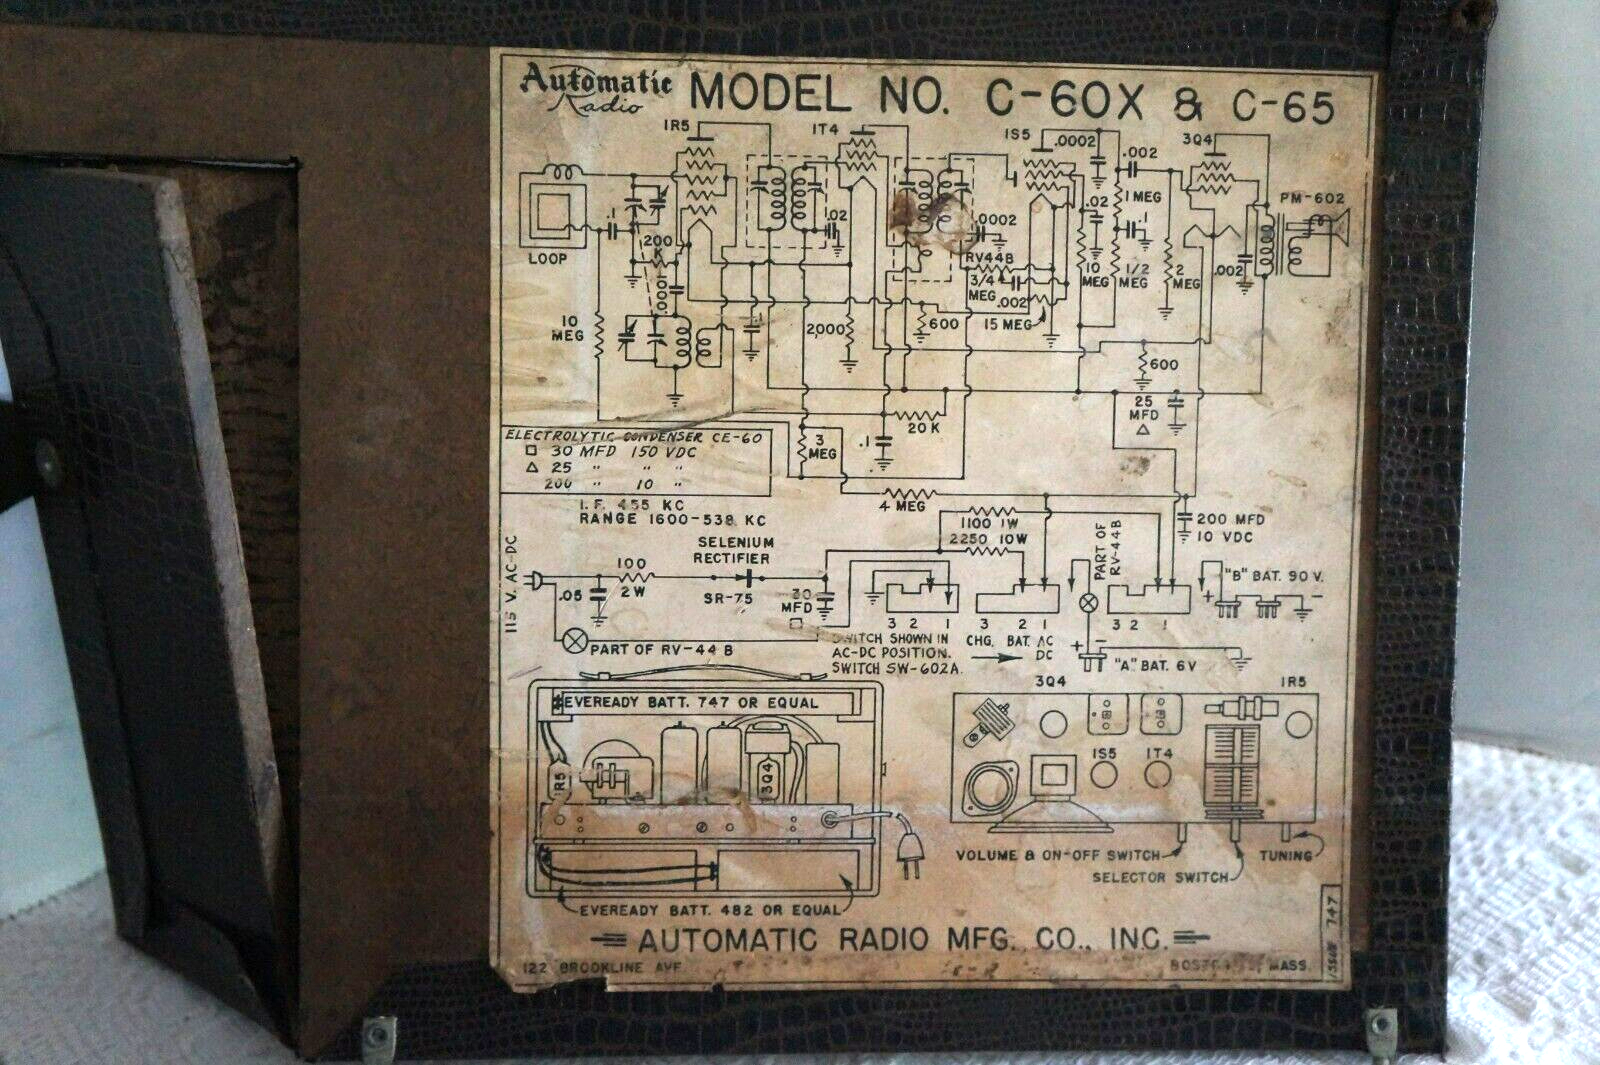 Automatic Radio MODEL NO. C-60X & C-65
1R5 1T4 1S5 .0002 .002 3Q4
LOOP
.1
200 K
.0001
.02
.0002
RV44B
3/4 MEG
.002
15 MEG
10 MEG
.02
1 MEG
.1
1/2 MEG
2 MEG
.002
PM-602
10 MEG
.1
2,000
600
600
25 MFD
20 K
3 MEG
.1
4 MEG
ELECTROLYTIC CONDENSER CE-60
□ 30 MFD 150 VDC
△ 25 " " "
200 " 10 "
I.F. 455 KC
RANGE 1600-538 KC
1100 1W
2250 10W
PART OF RV-44B
200 MFD
10 VDC
115 V. AC-DC
SELENIUM
RECTIFIER
100
2W
.05
SR-75
30 MFD
□
PART OF RV-44B
3 2 1
SWITCH SHOWN IN
AC-DC POSITION.
SWITCH SW-602A.
3 2 1
CHG. BAT. AC DC
3 2 1
+ "B" BAT. 90 V. -
+ - "A" BAT. 6V
EVEREADY BATT. 747 OR EQUAL
1R5
3Q4
EVEREADY BATT. 482 OR EQUAL
3Q4 1R5
1S5 1T4
VOLUME & ON-OFF SWITCH
SELECTOR SWITCH
TUNING
AUTOMATIC RADIO MFG. CO., INC.
122 BROOKLINE AVE. MASS.
ISSUE 747